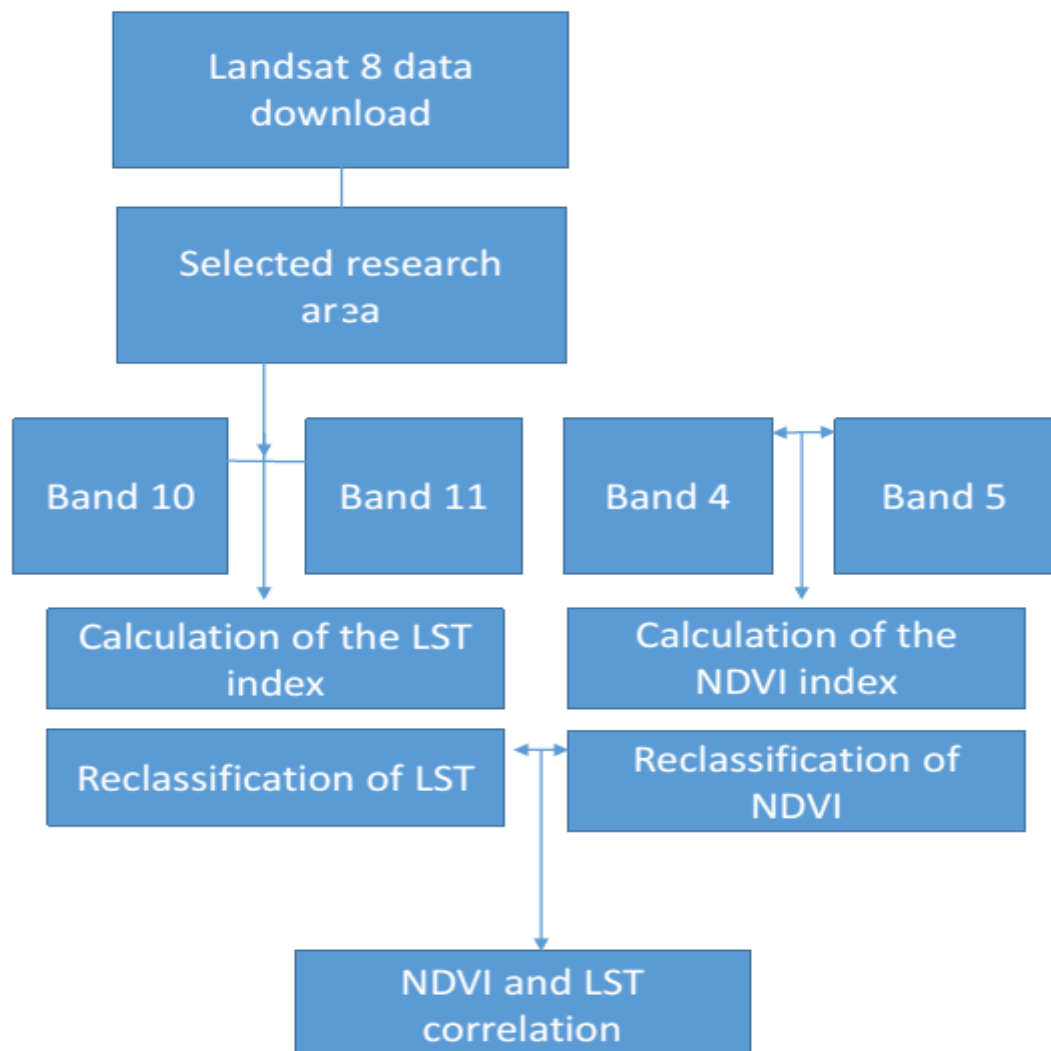 Landsat 8 data
download
Selected research
area
Band 10
Band 11
Band 4
Band 5
Calculation of the LST
index
Calculation of the
NDVI index
Reclassification of LST
Reclassification of
NDVI
NDVI and LST
correlation